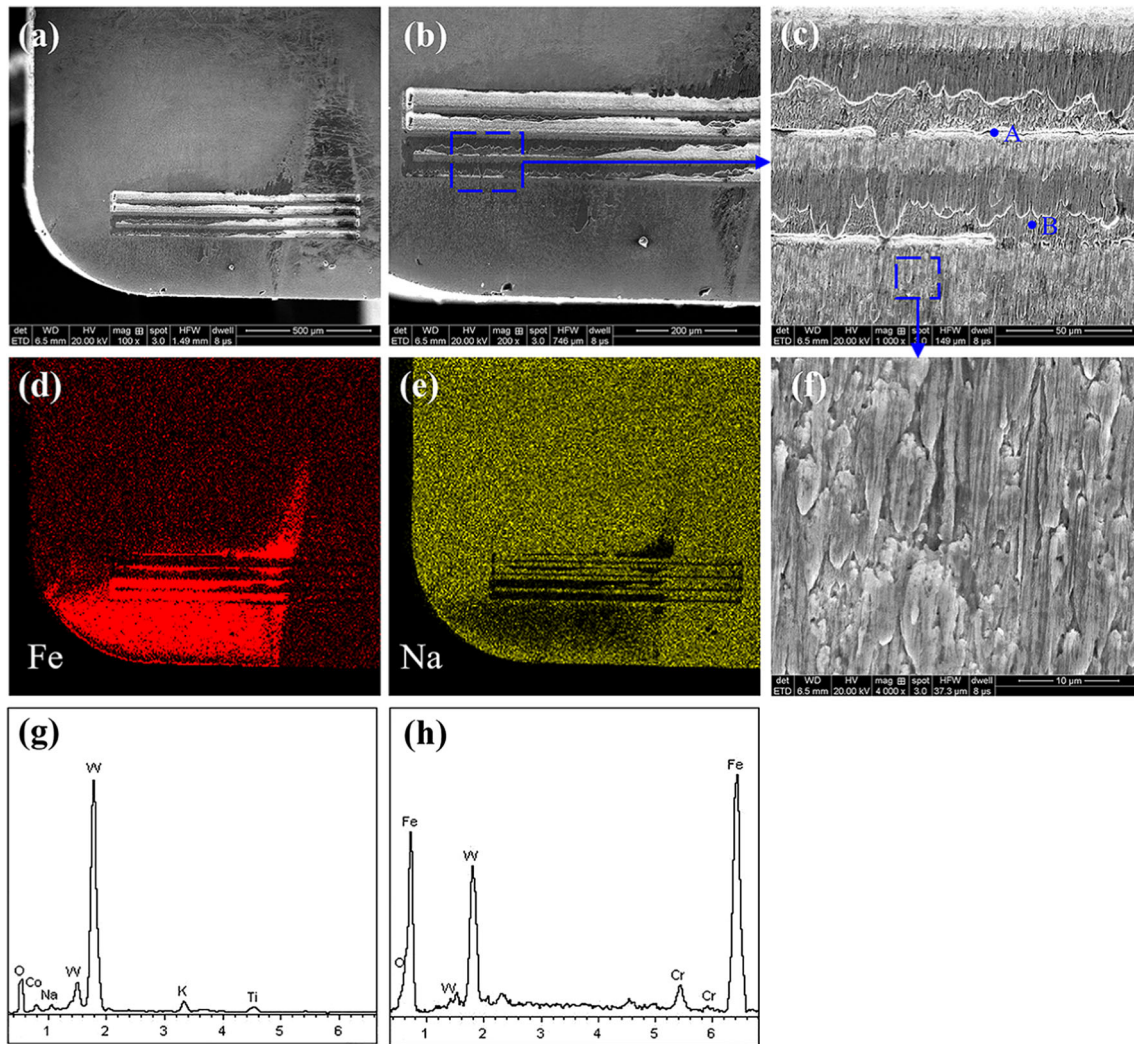 (a)
det WD HV mag ⊞ spot HFW dwell
ETD 6.5 mm 20.00 kV 100 x 3.0 1.49 mm 8 µs
500 µm
(b)
det WD HV mag ⊞ spot HFW dwell
ETD 6.5 mm 20.00 kV 200 x 3.0 746 µm 8 µs
200 µm
(c)
A
B
det WD HV mag ⊞ spot HFW dwell
ETD 6.5 mm 20.00 kV 1 000 x 3.0 149 µm 8 µs
50 µm
(d)
Fe
(e)
Na
(f)
det WD HV mag ⊞ spot HFW dwell
ETD 6.5 mm 20.00 kV 4 000 x 3.0 37.3 µm 8 µs
10 µm
(g)
W
O
Co
Na
W
K
Ti
1 2 3 4 5 6
(h)
Fe
Fe
W
O
W
Cr
Cr
1 2 3 4 5 6